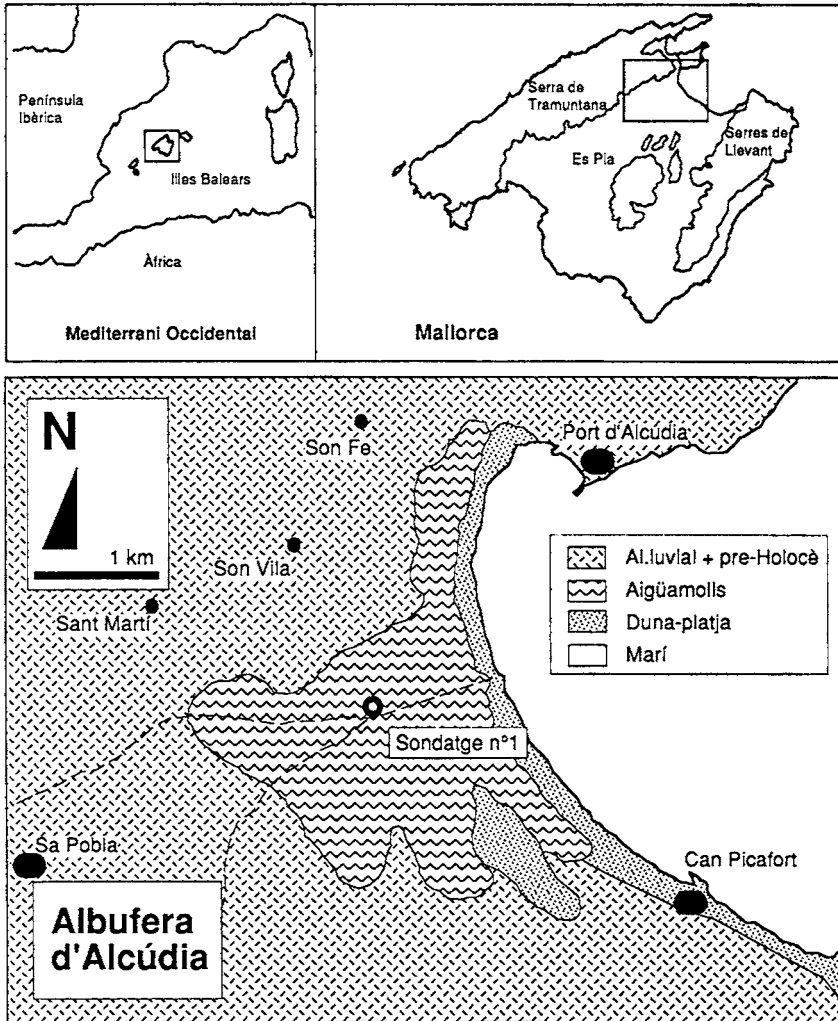 Península
Ibèrica
Illes Balears
Àfrica
Mediterrani Occidental
Serra de
Tramuntana
Serres de
Llevant
Es Pla
Mallorca
N
1 km
Son Fe
Port d'Alcúdia
Son Vila
Sant Martí
Al.luvial + pre-Holocè
Aigüamolls
Duna-platja
Marí
Sondatge nº1
Sa Pobla
Can Picafort
Albufera
d'Alcúdia